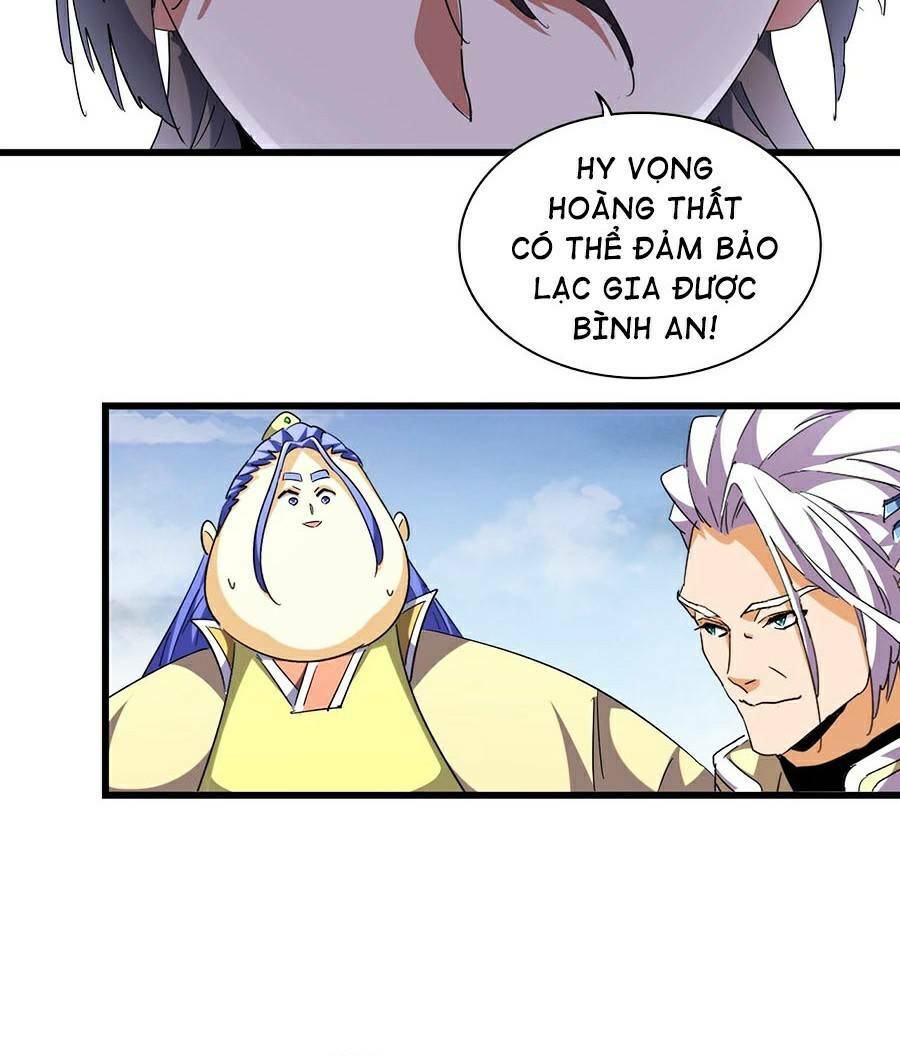 HY VỌNG
HOÀNG THẤT
CÓ THỂ ĐẢM BẢO
LẠC GIA ĐƯỢC
BÌNH AN!